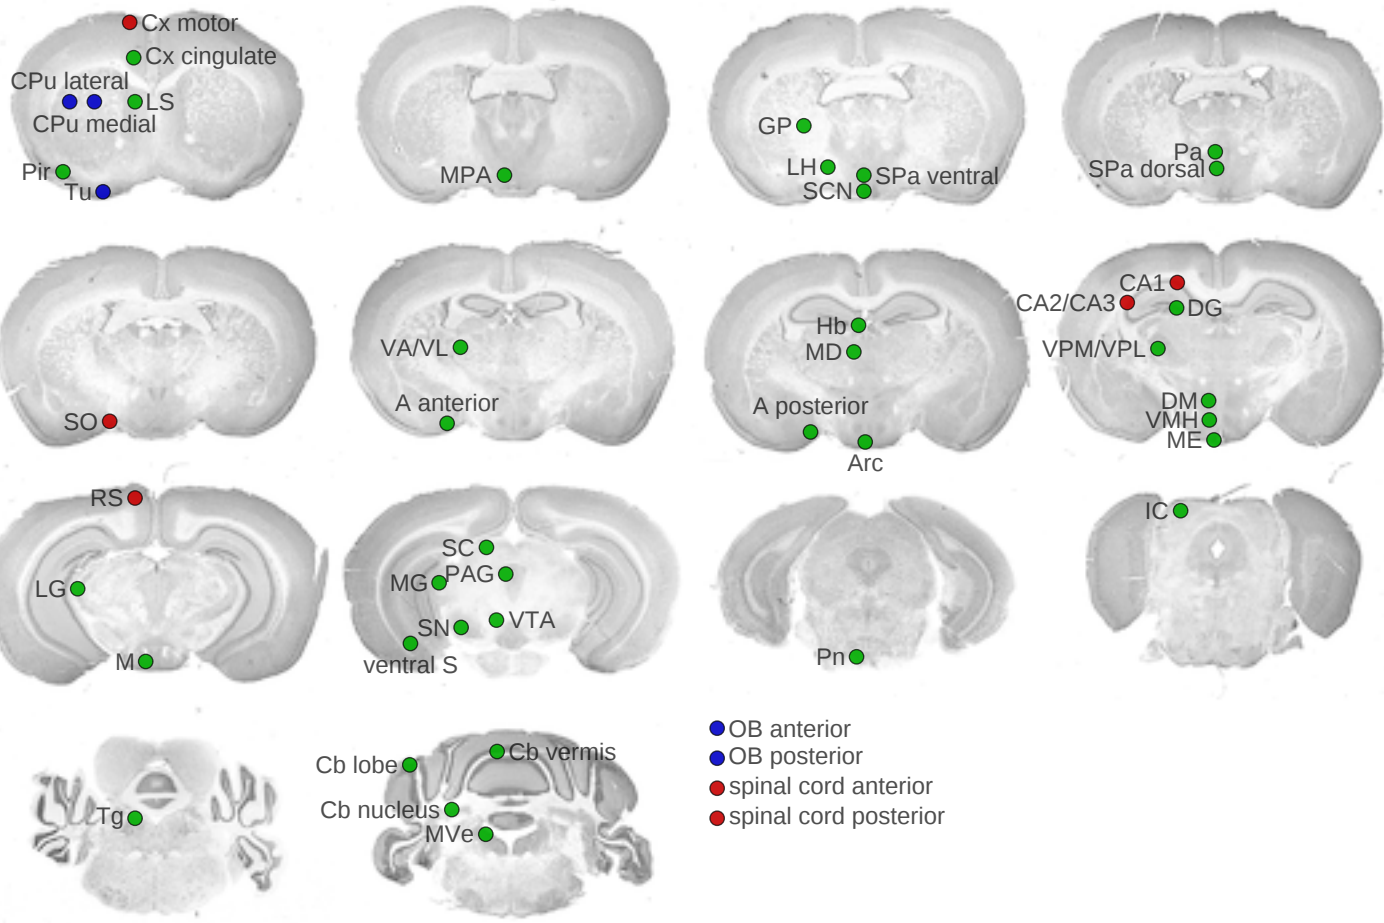 Cx motor
Cx cingulate
CPu lateral
LS
CPu medial
Pir
Tu
MPA
GP
LH
SPa ventral
SCN
Pa
SPa dorsal
SO
VA/VL
A anterior
Hb
MD
A posterior
Arc
CA1
CA2/CA3
DG
VPM/VPL
DM
VMH
ME
RS
LG
M
SC
MG
PAG
SN
VTA
ventral S
Pn
IC
Tg
Cb lobe
Cb vermis
Cb nucleus
MVe
OB anterior
OB posterior
spinal cord anterior
spinal cord posterior